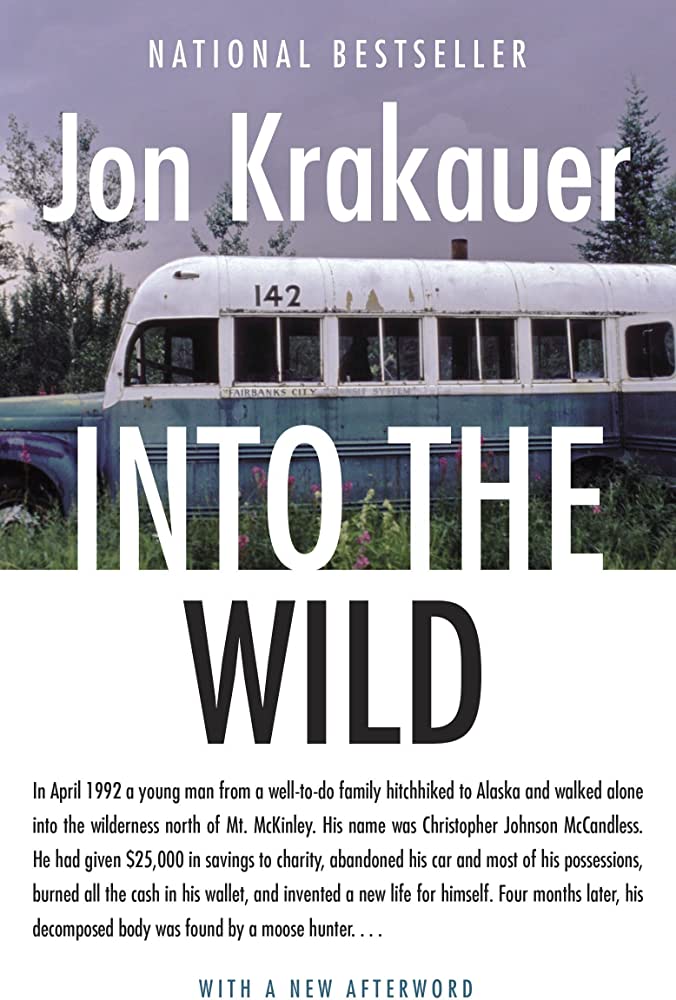 NATIONAL BESTSELLER
Jon Krakauer
142
"FAIRBANKS CITY TRANSIT SYSTEM"
INTO THE
WILD
In April 1992 a young man from a well-to-do family hitchhiked to Alaska and walked alone
into the wilderness north of Mt. McKinley. His name was Christopher Johnson McCandless.
He had given $25,000 in savings to charity, abandoned his car and most of his possessions,
burned all the cash in his wallet, and invented a new life for himself. Four months later, his
decomposed body was found by a moose hunter. . . .
WITH A NEW AFTERWORD